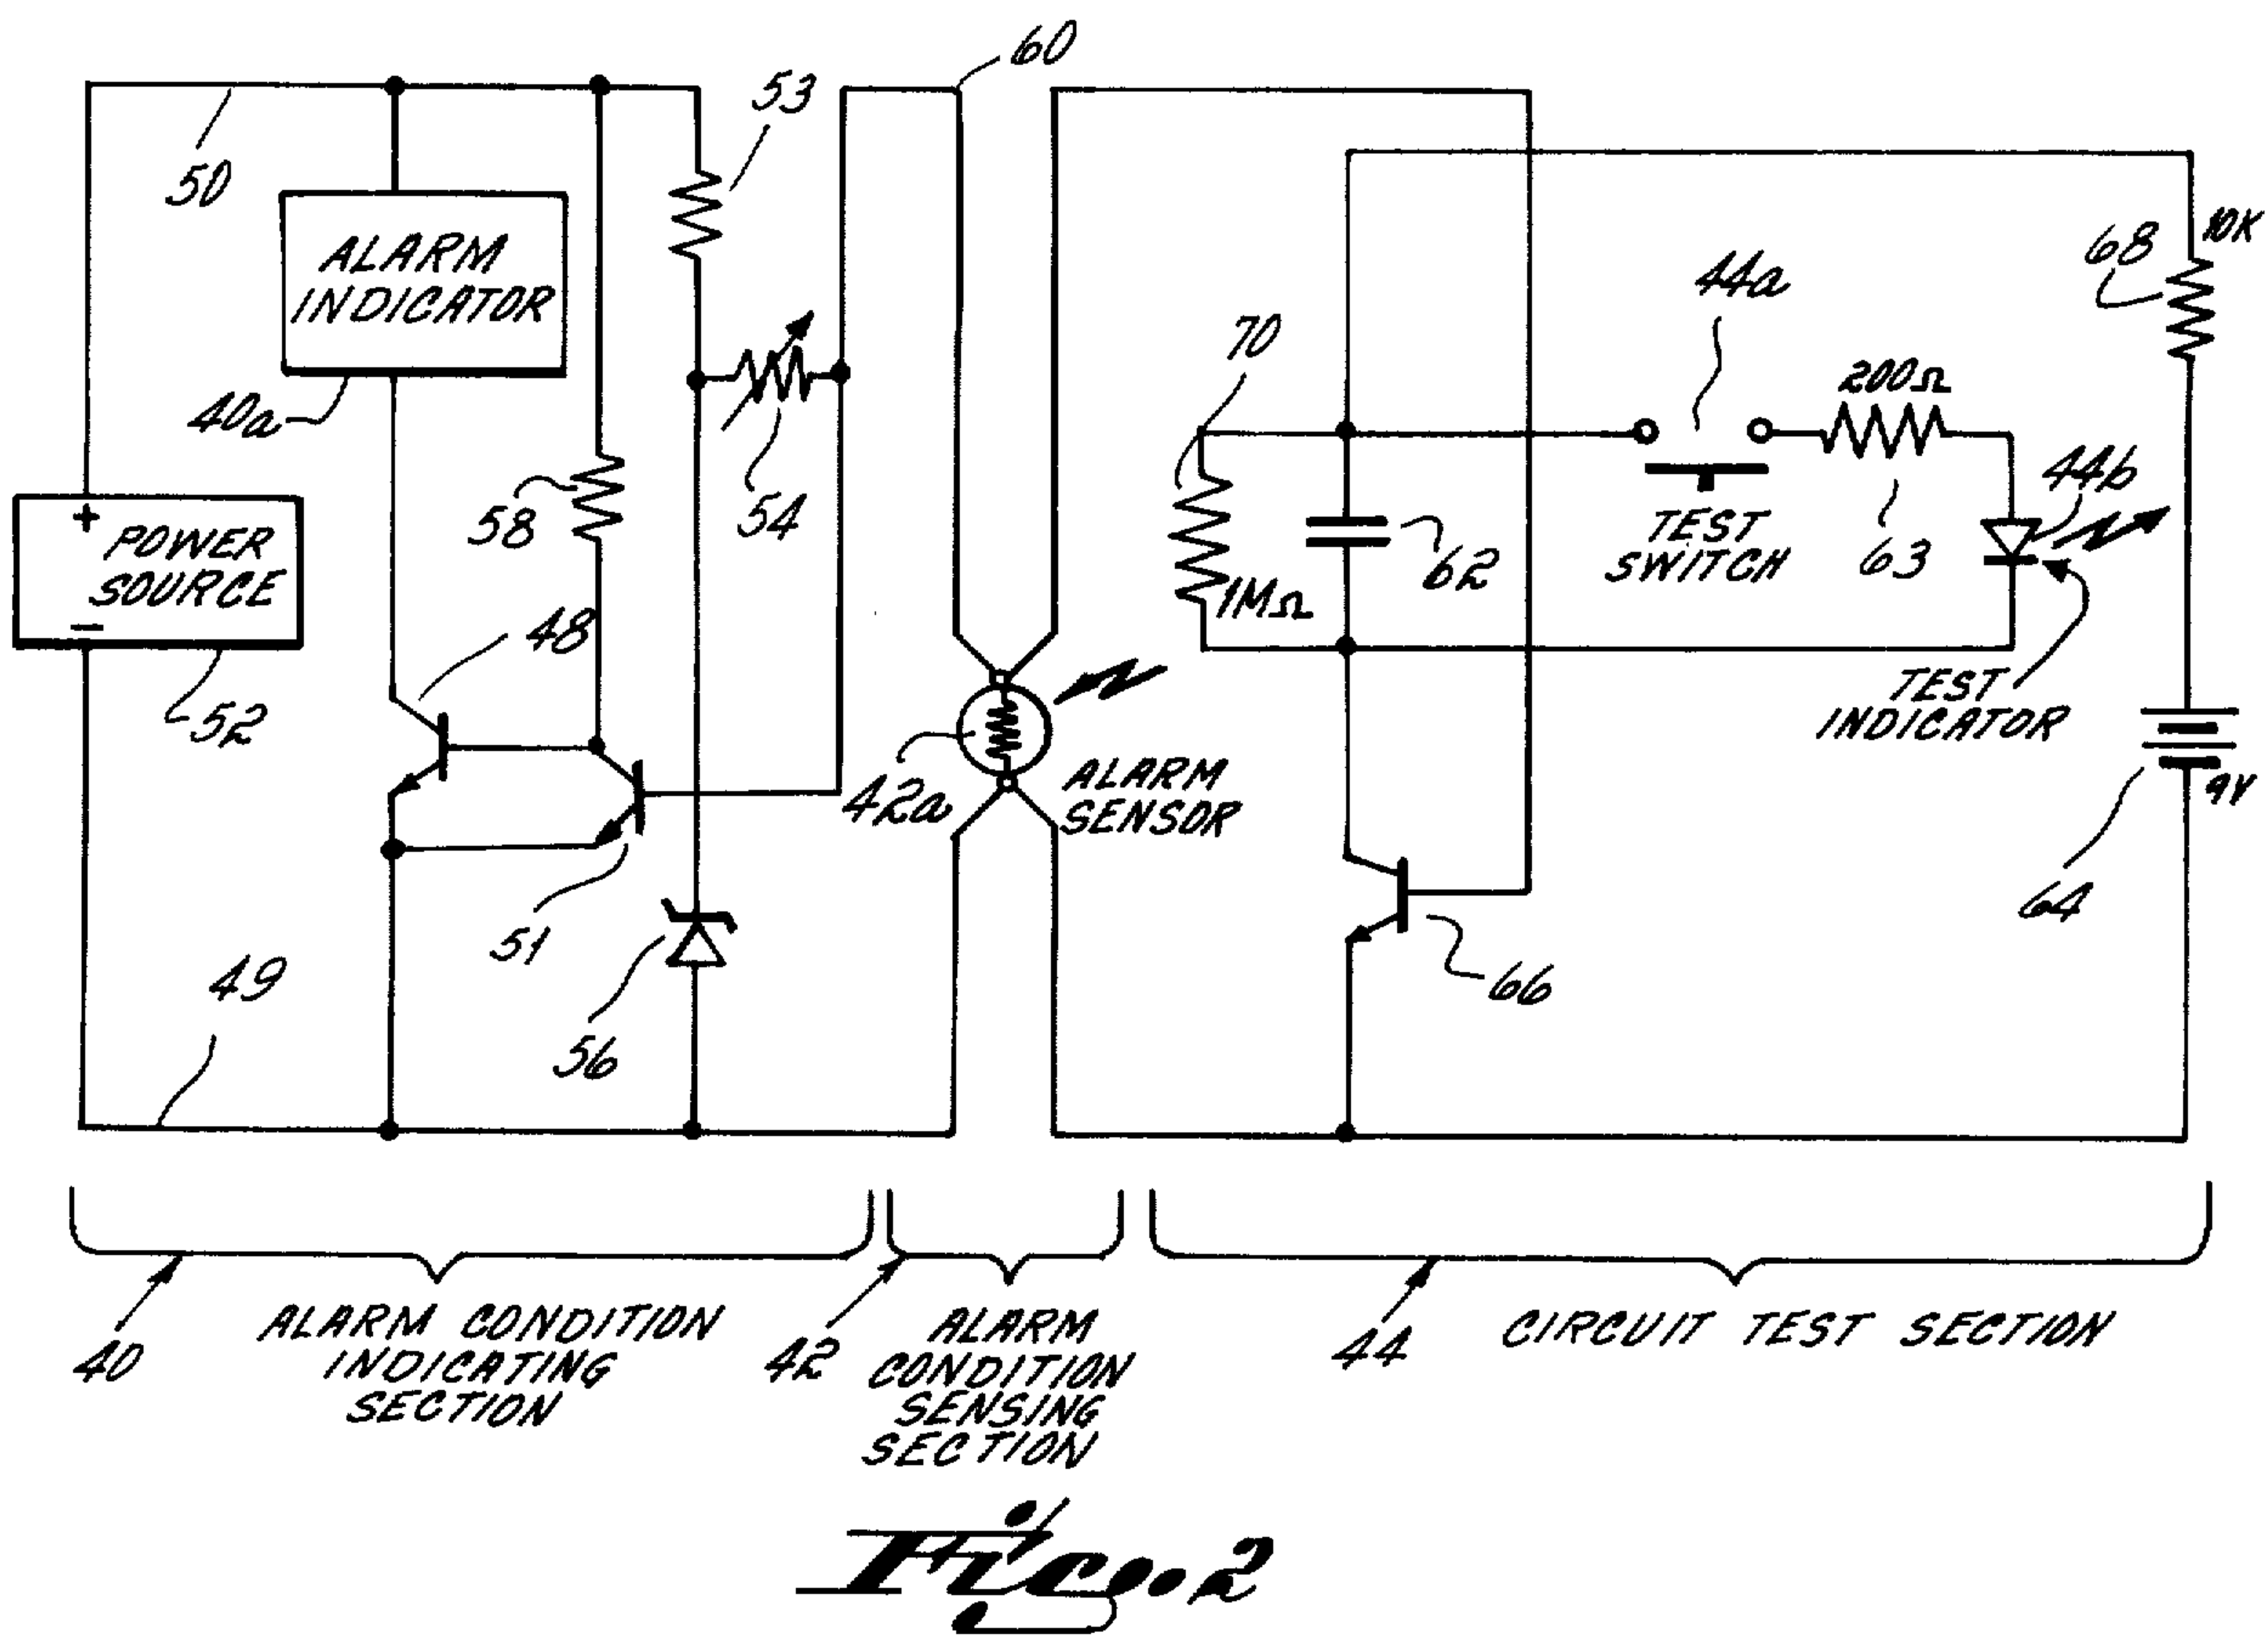 60
53
50
ALARM
INDICATOR
40a
10K
68
44a
70
200Ω
44b
58
54
+
POWER
SOURCE
−
TEST
SWITCH
63
62
1MΩ
48
52
TEST
INDICATOR
42a
ALARM
SENSOR
9V
64
51
49
66
56
40
ALARM CONDITION
INDICATING
SECTION
42
ALARM
CONDITION
SENSING
SECTION
44
CIRCUIT TEST SECTION
Fig. 2